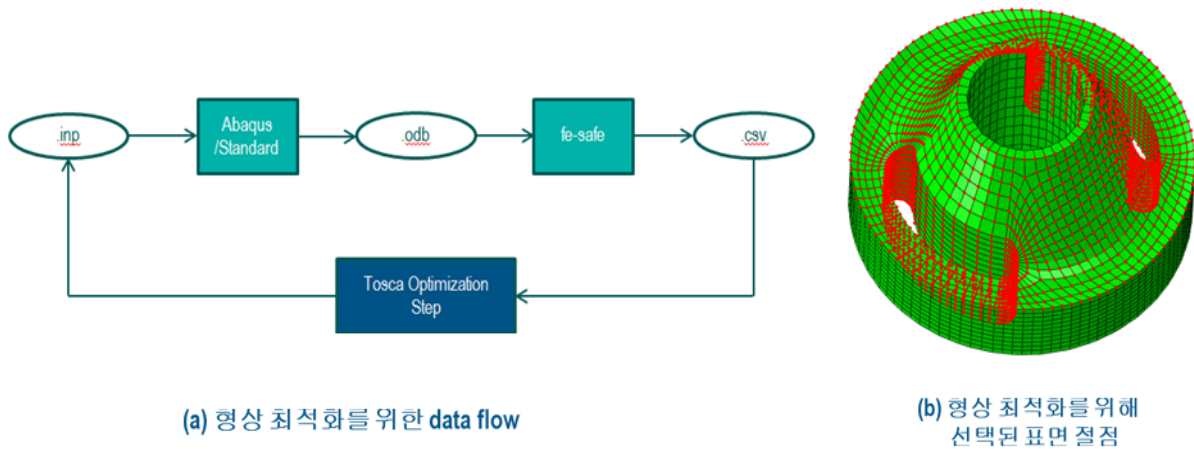 .inp
Abaqus
/Standard
.odb
fe-safe
.csv
Tosca Optimization
Step
(a) 형상 최적화를 위한 data flow
(b) 형상 최적화를 위해
선택된 표면 절점